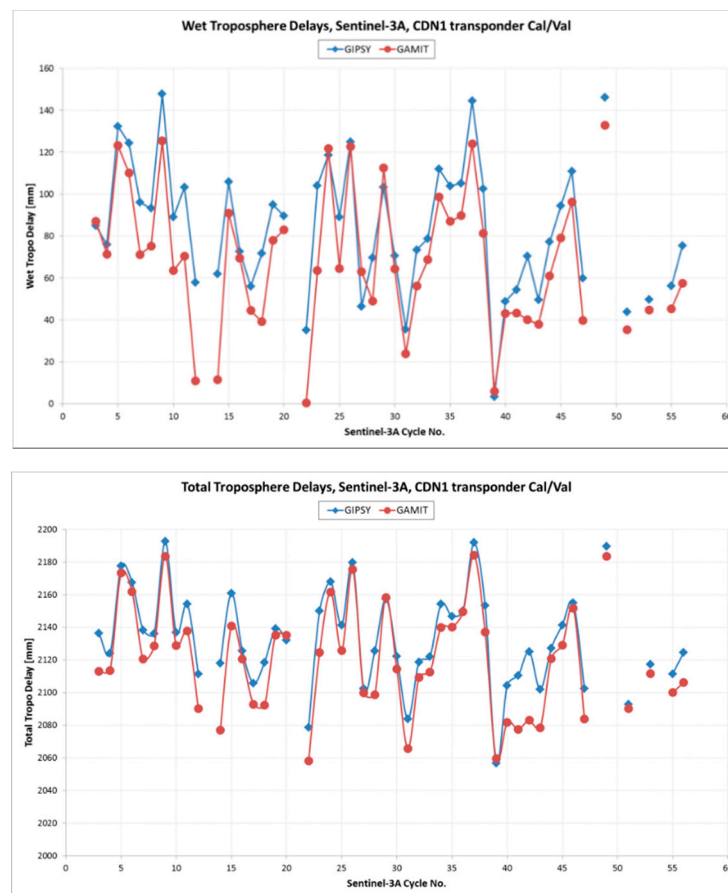 Wet Troposphere Delays, Sentinel-3A, CDN1 transponder Cal/Val
GIPSY GAMIT
160
140
120
100
80
60
40
20
0
Wet Tropo Delay [mm]
0 5 10 15 20 25 30 35 40 45 50 55 60
Sentinel-3A Cycle No.
Total Troposphere Delays, Sentinel-3A, CDN1 transponder Cal/Val
GIPSY GAMIT
2200
2180
2160
2140
2120
2100
2080
2060
2040
2020
2000
Total Tropo Delay [mm]
0 5 10 15 20 25 30 35 40 45 50 55 60
Sentinel-3A Cycle No.